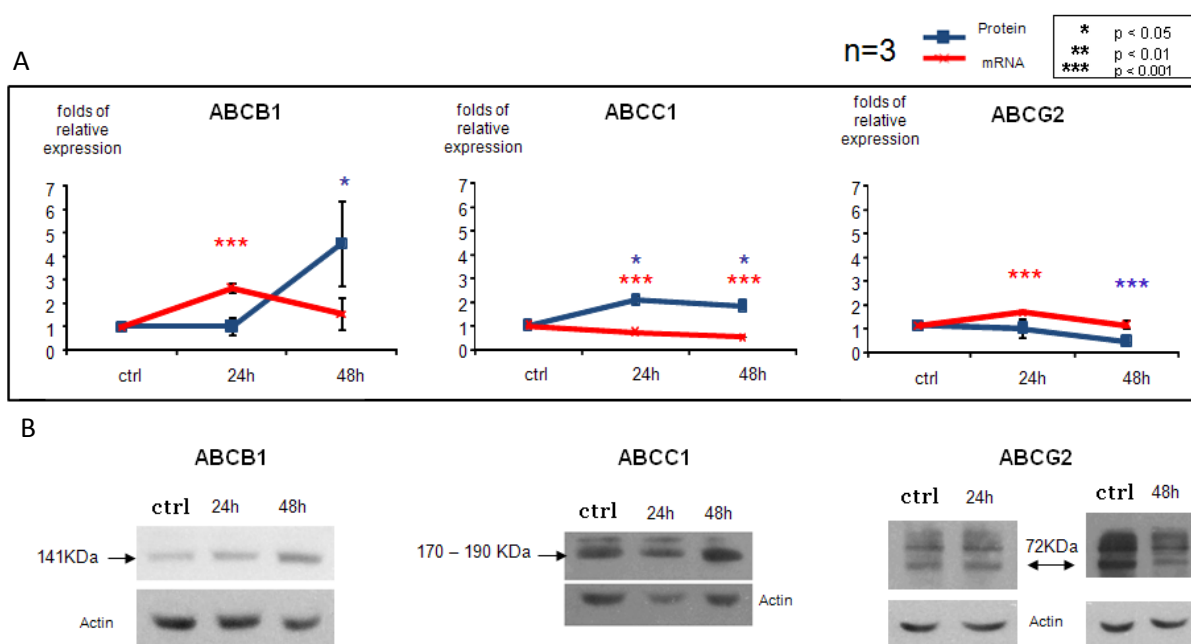 A
n=3
Protein
mRNA
* p < 0.05
** p < 0.01
*** p < 0.001
folds of
relative
expression
ABCB1
7
6
5
4
3
2
1
0
***
*
ctrl 24h 48h
folds of
relative
expression
ABCC1
7
6
5
4
3
2
1
0
* *
*** ***
ctrl 24h 48h
folds of
relative
expression
ABCG2
7
6
5
4
3
2
1
0
*** ***
ctrl 24h 48h
B
ABCB1
ctrl 24h 48h
141KDa
Actin
ABCC1
ctrl 24h 48h
170 – 190 KDa
Actin
ABCG2
ctrl 24h ctrl 48h
72KDa
Actin